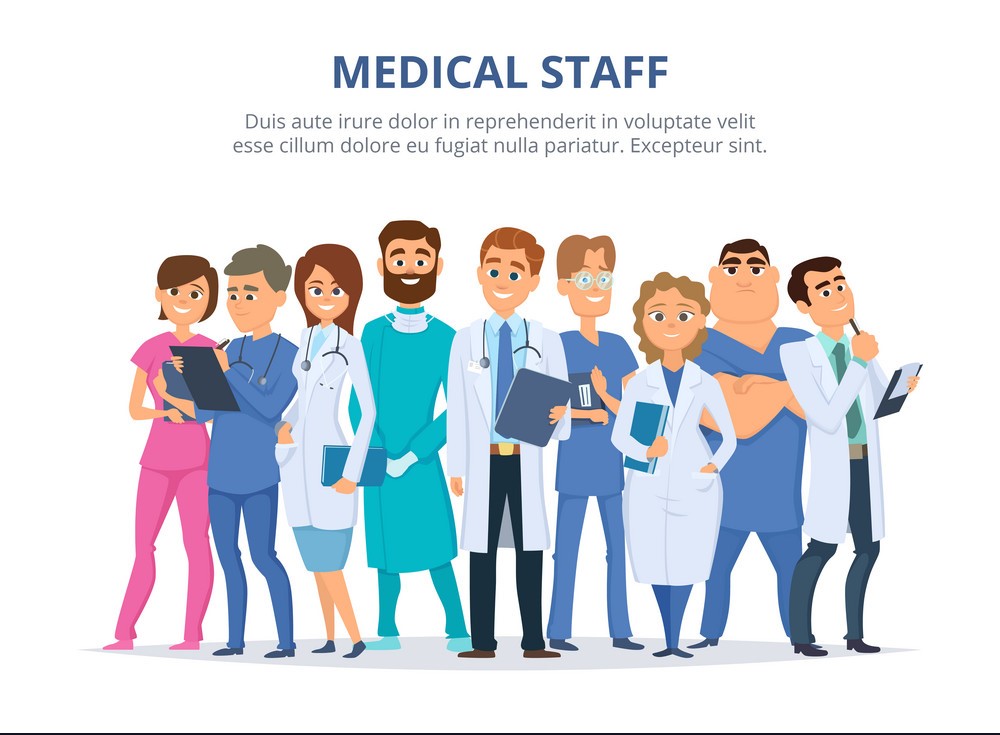 MEDICAL STAFF
Duis aute irure dolor in reprehenderit in voluptate velit
esse cillum dolore eu fugiat nulla pariatur. Excepteur sint.